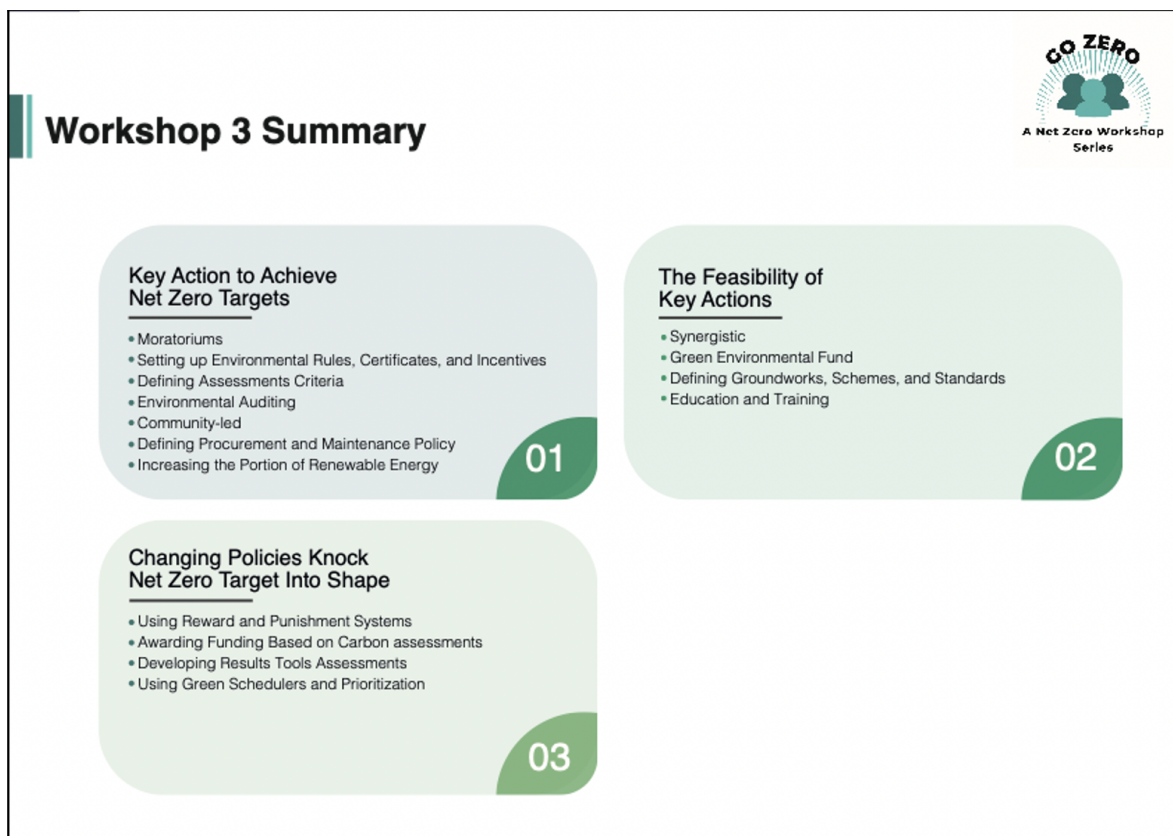 GO ZERO
A Net Zero Workshop
Series
Workshop 3 Summary
Key Action to Achieve
Net Zero Targets
• Moratoriums
• Setting up Environmental Rules, Certificates, and Incentives
• Defining Assessments Criteria
• Environmental Auditing
• Community-led
• Defining Procurement and Maintenance Policy
• Increasing the Portion of Renewable Energy
01
The Feasibility of
Key Actions
• Synergistic
• Green Environmental Fund
• Defining Groundworks, Schemes, and Standards
• Education and Training
02
Changing Policies Knock
Net Zero Target Into Shape
• Using Reward and Punishment Systems
• Awarding Funding Based on Carbon assessments
• Developing Results Tools Assessments
• Using Green Schedulers and Prioritization
03